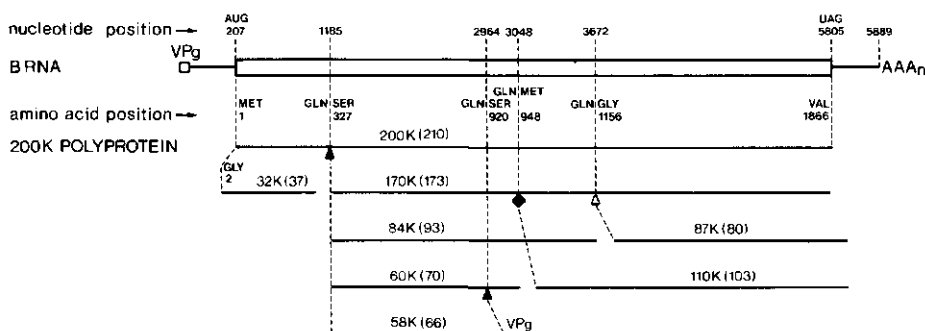 AUG UAG
nucleotide position → 207 1185 2964 3048 3672 5805 5889
VPg
BRNA AAAn
GLN MET
MET GLN SER GLN SER GLN GLY VAL
amino acid position → 1 327 920 948 1156 1866
200K POLYPROTEIN 200K (210)
GLY
2
32K (37) 170K (173)
84K (93) 87K (80)
60K (70) 110K (103)
58K (66) VPg